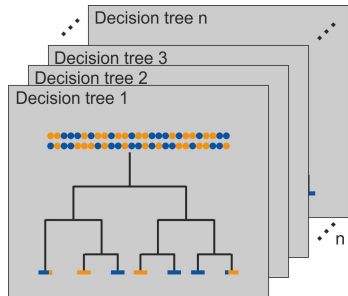 Decision tree n
Decision tree 3
Decision tree 2
Decision tree 1
n